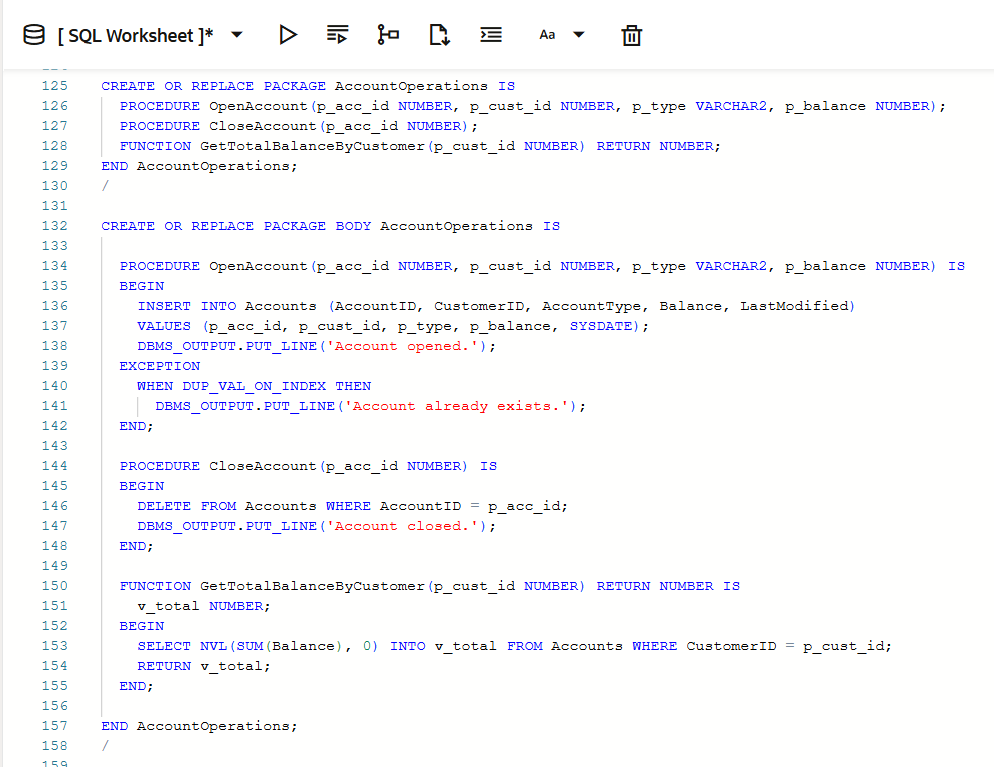 [ SQL Worksheet ]*
Aa
125 CREATE OR REPLACE PACKAGE AccountOperations IS
126   PROCEDURE OpenAccount(p_acc_id NUMBER, p_cust_id NUMBER, p_type VARCHAR2, p_balance NUMBER);
127   PROCEDURE CloseAccount(p_acc_id NUMBER);
128   FUNCTION GetTotalBalanceByCustomer(p_cust_id NUMBER) RETURN NUMBER;
129 END AccountOperations;
130 /
131
132 CREATE OR REPLACE PACKAGE BODY AccountOperations IS
133
134   PROCEDURE OpenAccount(p_acc_id NUMBER, p_cust_id NUMBER, p_type VARCHAR2, p_balance NUMBER) IS
135   BEGIN
136     INSERT INTO Accounts (AccountID, CustomerID, AccountType, Balance, LastModified)
137     VALUES (p_acc_id, p_cust_id, p_type, p_balance, SYSDATE);
138     DBMS_OUTPUT.PUT_LINE('Account opened.');
139   EXCEPTION
140     WHEN DUP_VAL_ON_INDEX THEN
141       DBMS_OUTPUT.PUT_LINE('Account already exists.');
142   END;
143
144   PROCEDURE CloseAccount(p_acc_id NUMBER) IS
145   BEGIN
146     DELETE FROM Accounts WHERE AccountID = p_acc_id;
147     DBMS_OUTPUT.PUT_LINE('Account closed.');
148   END;
149
150   FUNCTION GetTotalBalanceByCustomer(p_cust_id NUMBER) RETURN NUMBER IS
151     v_total NUMBER;
152   BEGIN
153     SELECT NVL(SUM(Balance), 0) INTO v_total FROM Accounts WHERE CustomerID = p_cust_id;
154     RETURN v_total;
155   END;
156
157 END AccountOperations;
158 /
159